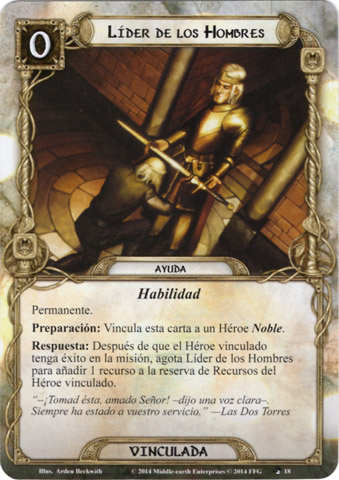 0
LÍDER DE LOS HOMBRES
AYUDA
Habilidad
Permanente.
Preparación: Vincula esta carta a un Héroe Noble.
Respuesta: Después de que el Héroe vinculado
tenga éxito en la misión, agota Líder de los Hombres
para añadir 1 recurso a la reserva de Recursos del
Héroe vinculado.
“–¡Tomad ésta, amado Señor! –dijo una voz clara–.
Siempre ha estado a vuestro servicio.” —Las Dos Torres
VINCULADA
Illus. Arden Beckwith © 2014 Middle-earth Enterprises © 2014 FFG 18